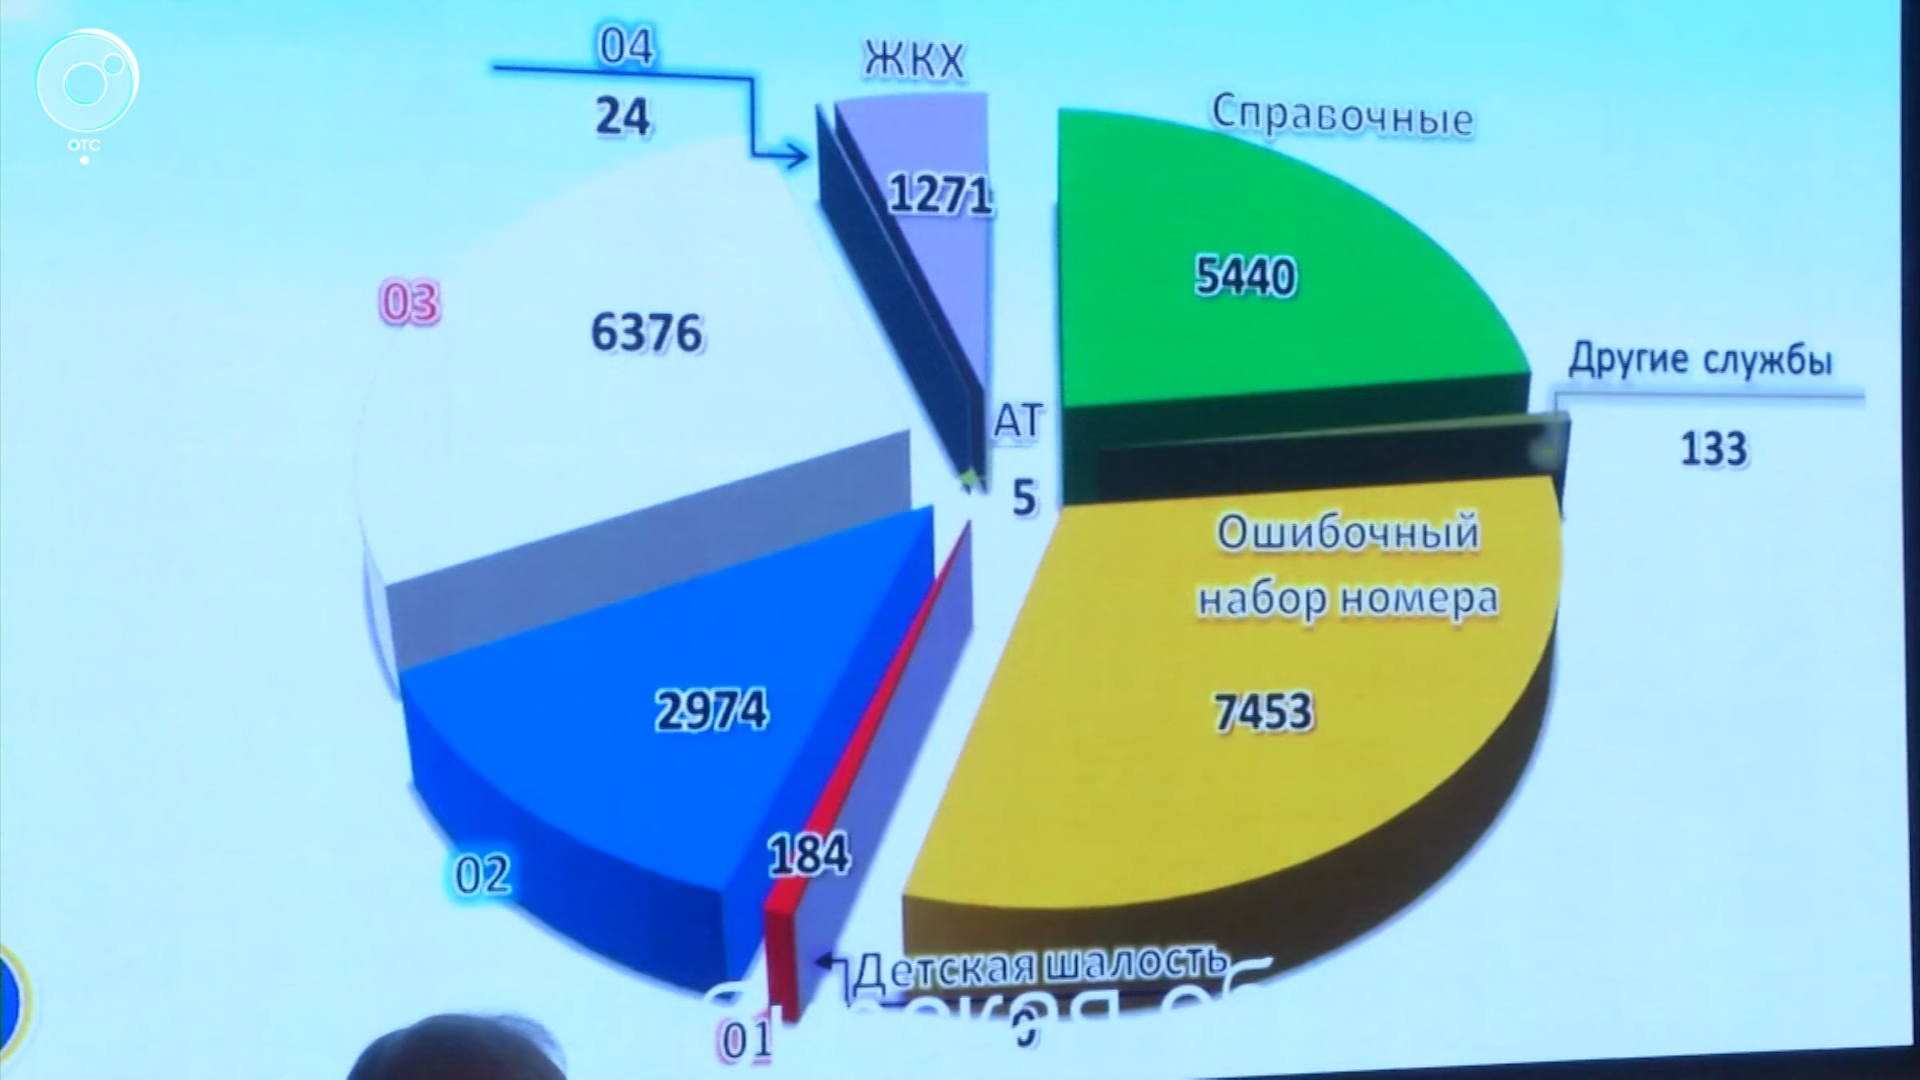 ОТС
04
24
ЖКХ
1271
Справочные
5440
03
6376
Другие службы
133
АТ
5
Ошибочный
набор номера
7453
2974
02
184
Детская шалость
01